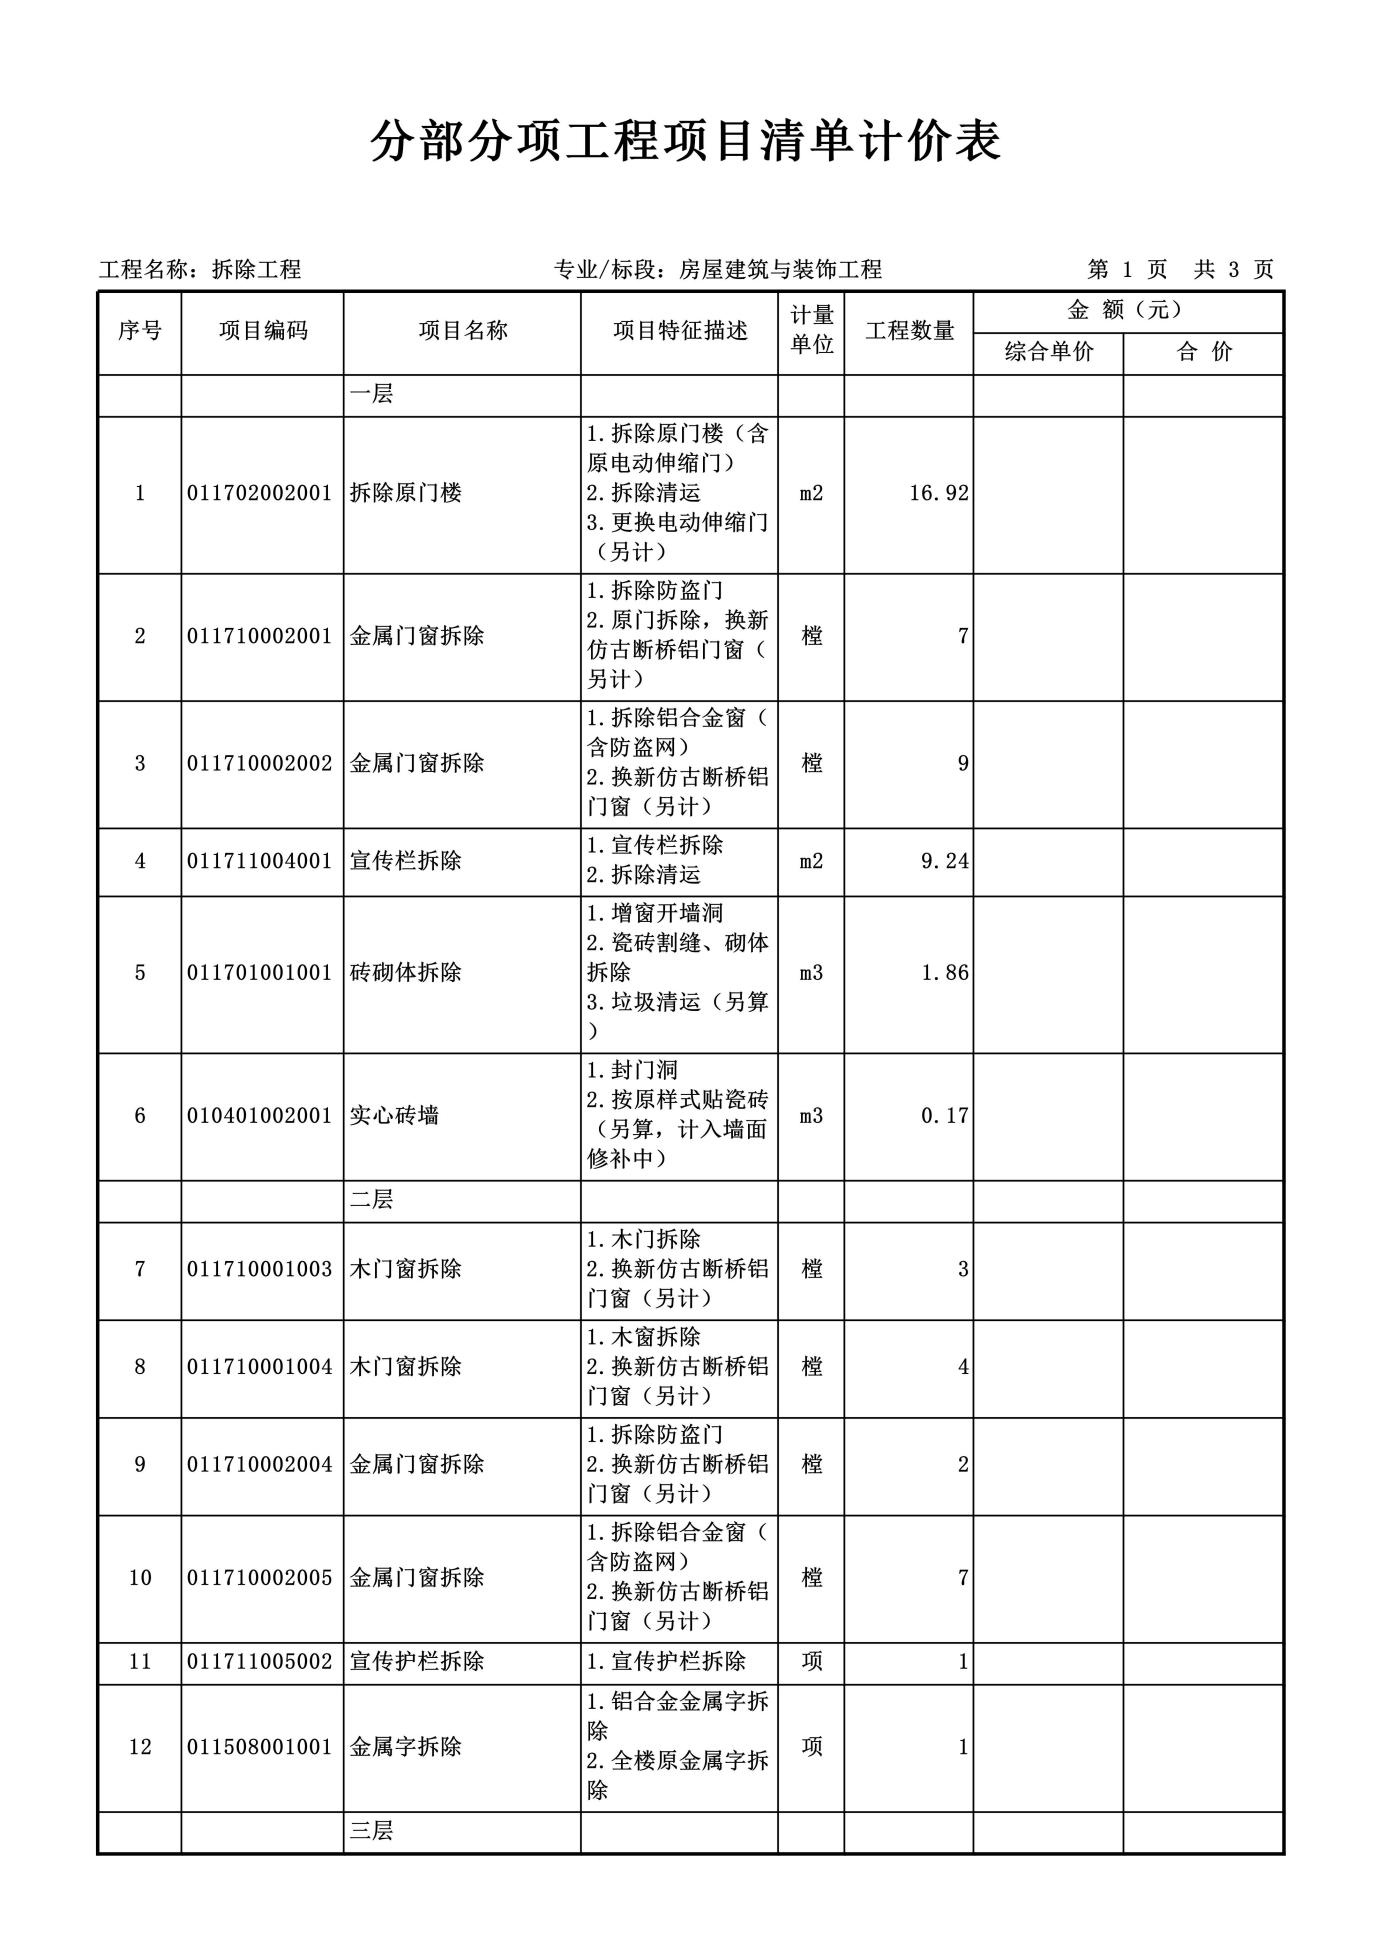 分部分项工程项目清单计价表
工程名称：拆除工程 专业/标段：房屋建筑与装饰工程 第 1 页 共 3 页
序号 项目编码 项目名称 项目特征描述 计量单位 工程数量 金 额（元）
综合单价 合 价
一层
1 011702002001 拆除原门楼 1.拆除原门楼（含
原电动伸缩门）
2.拆除清运
3.更换电动伸缩门
（另计） m2 16.92
2 011710002001 金属门窗拆除 1.拆除防盗门
2.原门拆除，换新
仿古断桥铝门窗（
另计） 樘 7
3 011710002002 金属门窗拆除 1.拆除铝合金窗（
含防盗网）
2.换新仿古断桥铝
门窗（另计） 樘 9
4 011711004001 宣传栏拆除 1.宣传栏拆除
2.拆除清运 m2 9.24
5 011701001001 砖砌体拆除 1.增窗开墙洞
2.瓷砖割缝、砌体
拆除
3.垃圾清运（另算
） m3 1.86
6 010401002001 实心砖墙 1.封门洞
2.按原样式贴瓷砖
（另算，计入墙面
修补中） m3 0.17
二层
7 011710001003 木门窗拆除 1.木门拆除
2.换新仿古断桥铝
门窗（另计） 樘 3
8 011710001004 木门窗拆除 1.木窗拆除
2.换新仿古断桥铝
门窗（另计） 樘 4
9 011710002004 金属门窗拆除 1.拆除防盗门
2.换新仿古断桥铝
门窗（另计） 樘 2
10 011710002005 金属门窗拆除 1.拆除铝合金窗（
含防盗网）
2.换新仿古断桥铝
门窗（另计） 樘 7
11 011711005002 宣传护栏拆除 1.宣传护栏拆除 项 1
12 011508001001 金属字拆除 1.铝合金金属字拆
除
2.全楼原金属字拆
除 项 1
三层